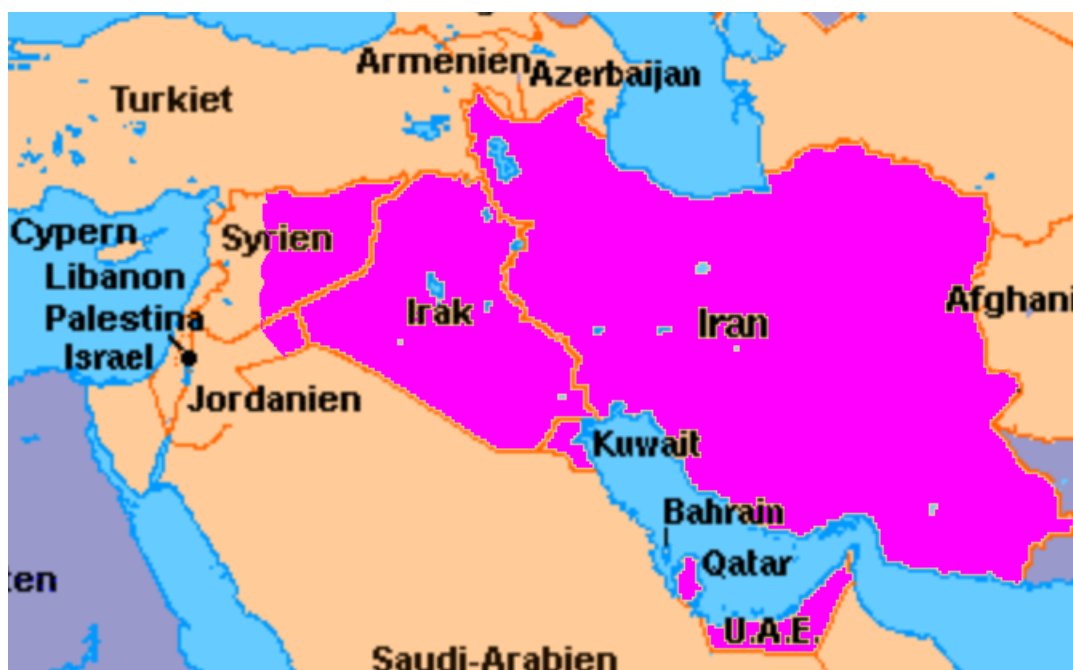 Armenien
Azerbaijan
Turkiet
Cypern
Syrien
Libanon
Palestina
Israel
Irak
Iran
Afghani
Jordanien
Kuwait
Bahrain
Qatar
ten
U.A.E.
Saudi-Arabien